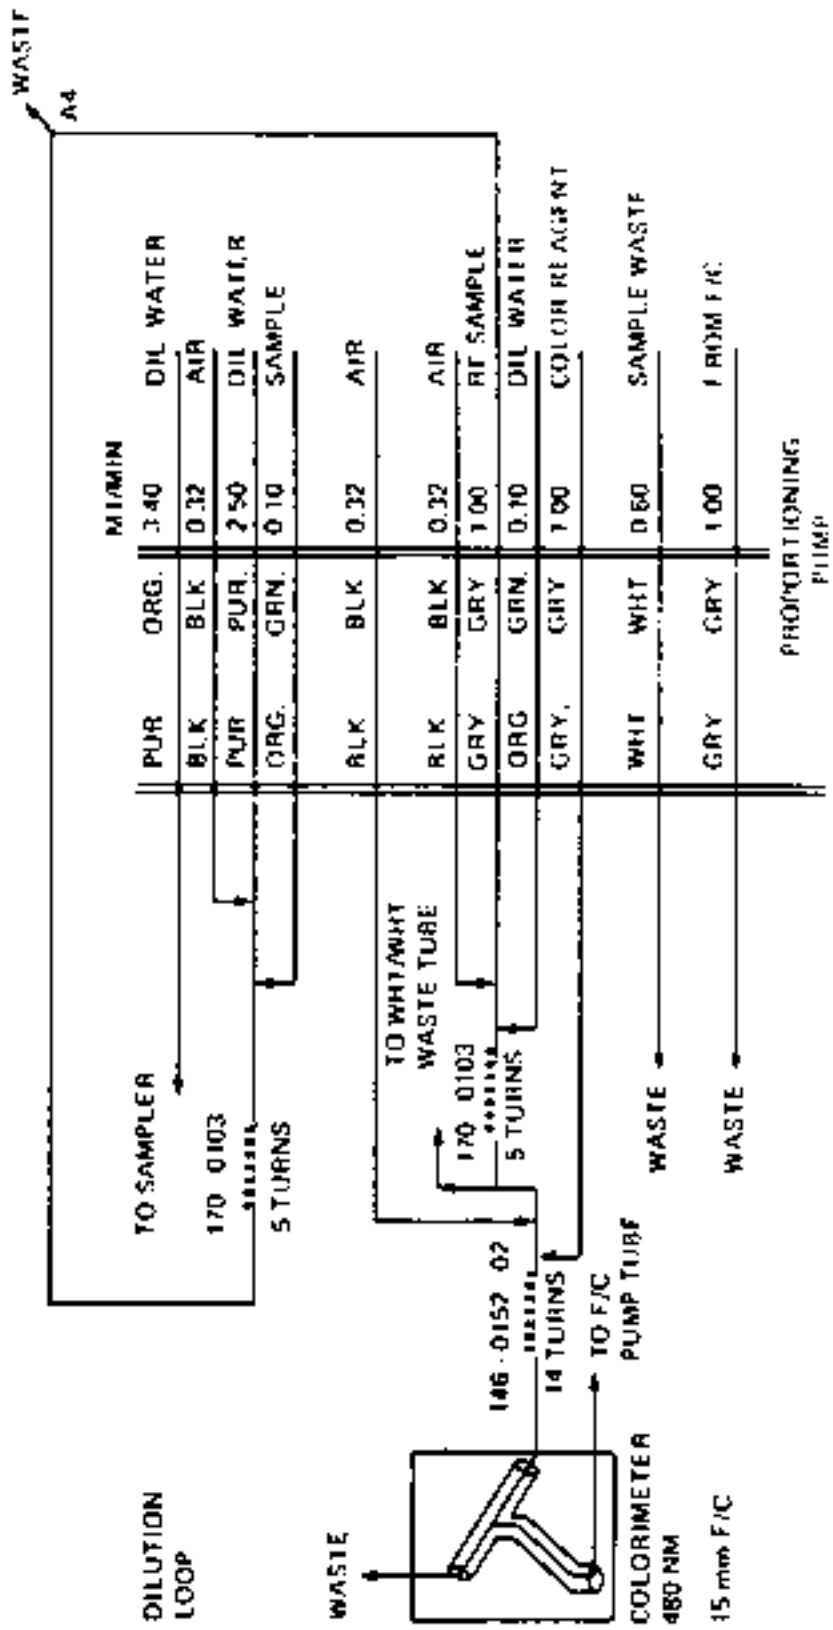 WASTE
A4
ML/MIN
PUR ORG. 3.40 DIL WATER
BLK BLK 0.32 AIR
PUR PUR. 2.50 DIL WATER
ORG. GRN. 0.10 SAMPLE
BLK BLK 0.32 AIR
BLK BLK 0.32 AIR
GRY GRY 1.00 RE SAMPLE
ORG GRN. 0.10 DIL WATER
GRY. GRY 1.00 COLOR REAGENT
WHT WHT 0.60 SAMPLE WASTE
GRY GRY 1.00 FROM F/C
PROPORTIONING
PUMP
TO SAMPLER
170 0103
5 TURNS
TO WHT/WHT
WASTE TUBE
170 0103
5 TURNS
146-0152 02
14 TURNS
WASTE
WASTE
TO F/C
PUMP TUBE
DILUTION
LOOP
WASTE
COLORIMETER
480 NM
15 mm F/C